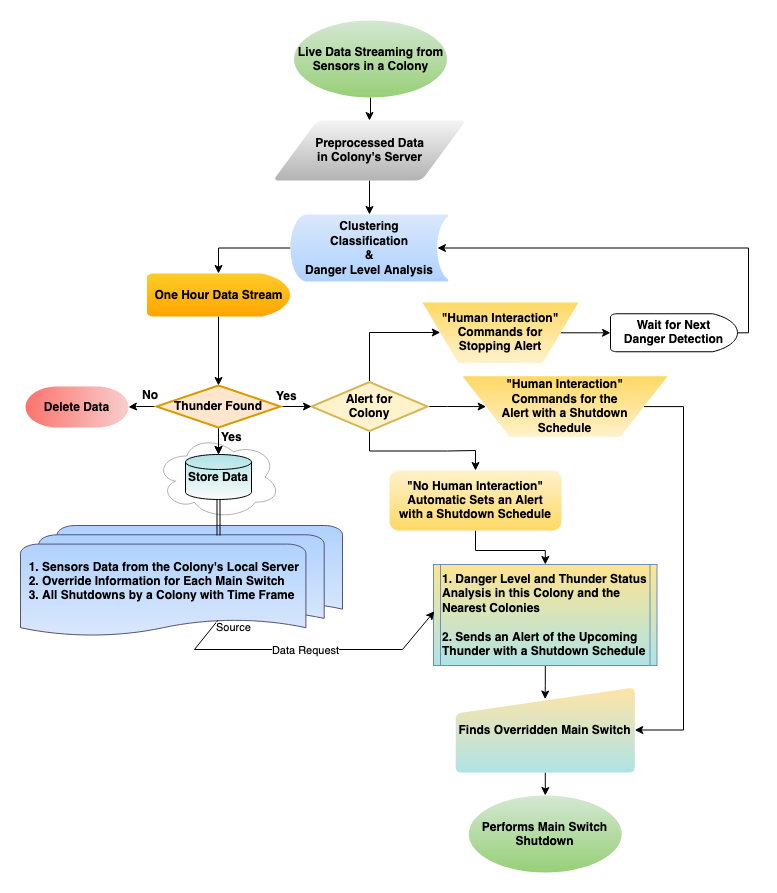 Live Data Streaming from
Sensors in a Colony
Preprocessed Data
in Colony's Server
Clustering
Classification
&
Danger Level Analysis
One Hour Data Stream
"Human Interaction"
Commands for
Stopping Alert
Wait for Next
Danger Detection
Delete Data
No
Thunder Found
Yes
Alert for
Colony
"Human Interaction"
Commands for the
Alert with a Shutdown
Schedule
Yes
Store Data
"No Human Interaction"
Automatic Sets an Alert
with a Shutdown Schedule
1. Sensors Data from the Colony's Local Server
2. Override Information for Each Main Switch
3. All Shutdowns by a Colony with Time Frame
Source
Data Request
1. Danger Level and Thunder Status
Analysis in this Colony and the
Nearest Colonies
2. Sends an Alert of the Upcoming
Thunder with a Shutdown Schedule
Finds Overridden Main Switch
Performs Main Switch
Shutdown